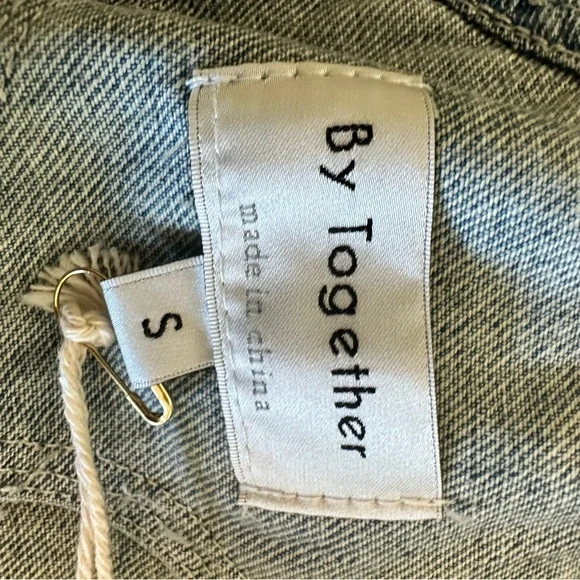 By Together
made in china
S